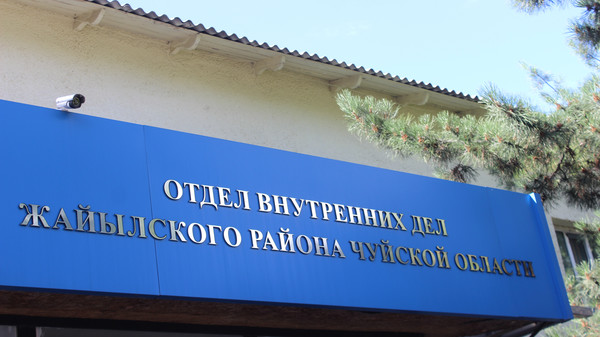 ОТДЕЛ ВНУТРЕННИХ ДЕЛ
ЖАЙЫЛСКОГО РАЙОНА ЧУЙСКОЙ ОБЛАСТИ